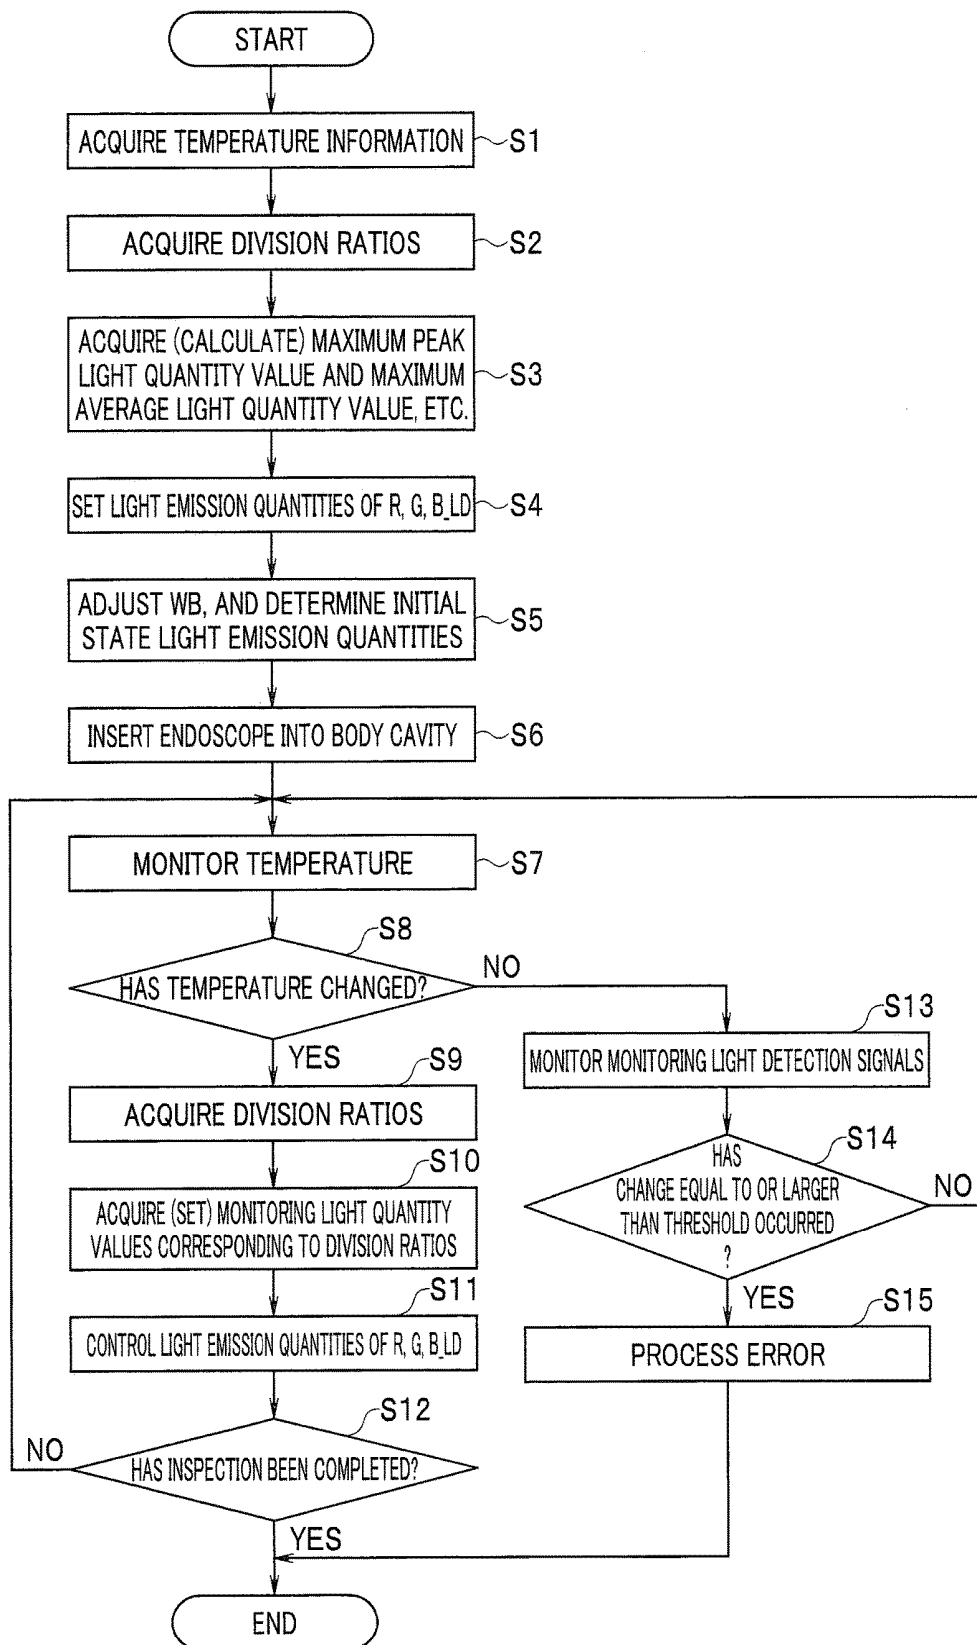 START
ACQUIRE TEMPERATURE INFORMATION
S1
ACQUIRE DIVISION RATIOS
S2
ACQUIRE (CALCULATE) MAXIMUM PEAK
LIGHT QUANTITY VALUE AND MAXIMUM
AVERAGE LIGHT QUANTITY VALUE, ETC.
S3
SET LIGHT EMISSION QUANTITIES OF R, G, B_LD
S4
ADJUST WB, AND DETERMINE INITIAL
STATE LIGHT EMISSION QUANTITIES
S5
INSERT ENDOSCOPE INTO BODY CAVITY
S6
MONITOR TEMPERATURE
S7
S8
HAS TEMPERATURE CHANGED?
NO
YES
S9
ACQUIRE DIVISION RATIOS
S10
ACQUIRE (SET) MONITORING LIGHT QUANTITY
VALUES CORRESPONDING TO DIVISION RATIOS
S11
CONTROL LIGHT EMISSION QUANTITIES OF R, G, B_LD
S12
HAS INSPECTION BEEN COMPLETED?
NO
YES
S13
MONITOR MONITORING LIGHT DETECTION SIGNALS
S14
HAS
CHANGE EQUAL TO OR LARGER
THAN THRESHOLD OCCURRED
?
NO
YES
S15
PROCESS ERROR
END